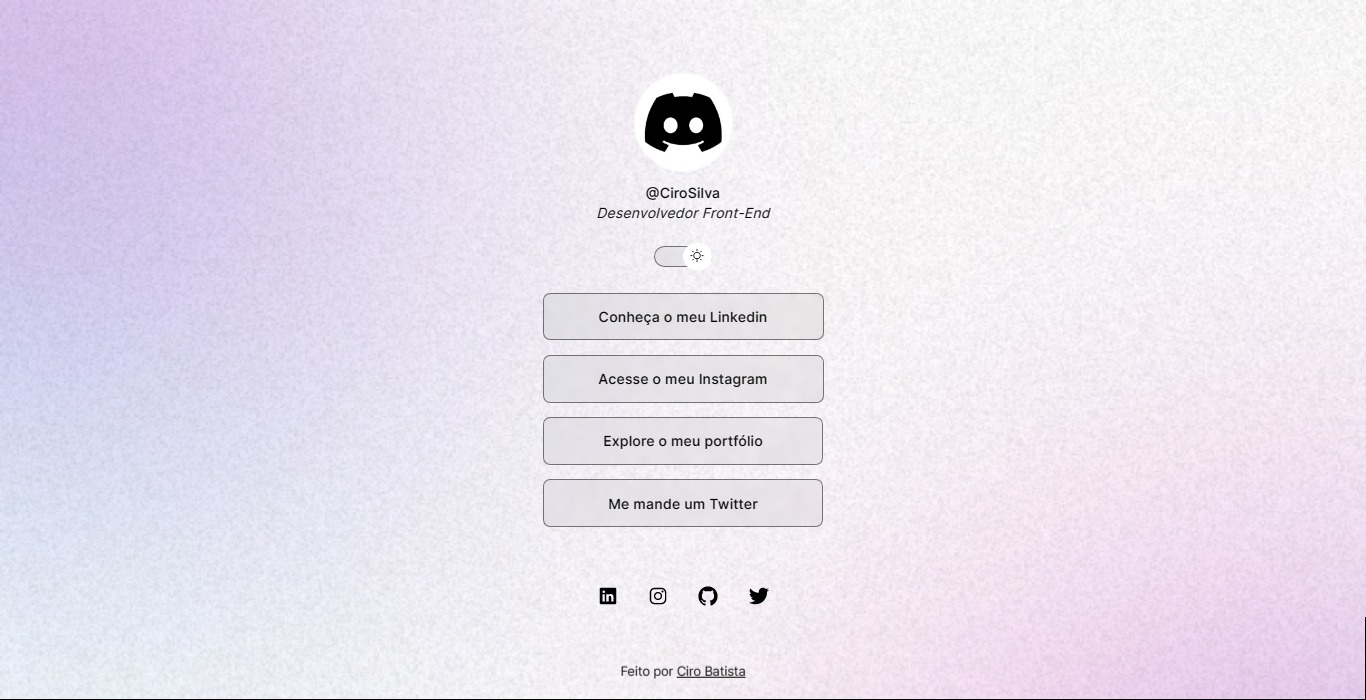 @CiroSilva
Desenvolvedor Front-End
Conheça o meu Linkedin
Acesse o meu Instagram
Explore o meu portfólio
Me mande um Twitter
Feito por Ciro Batista